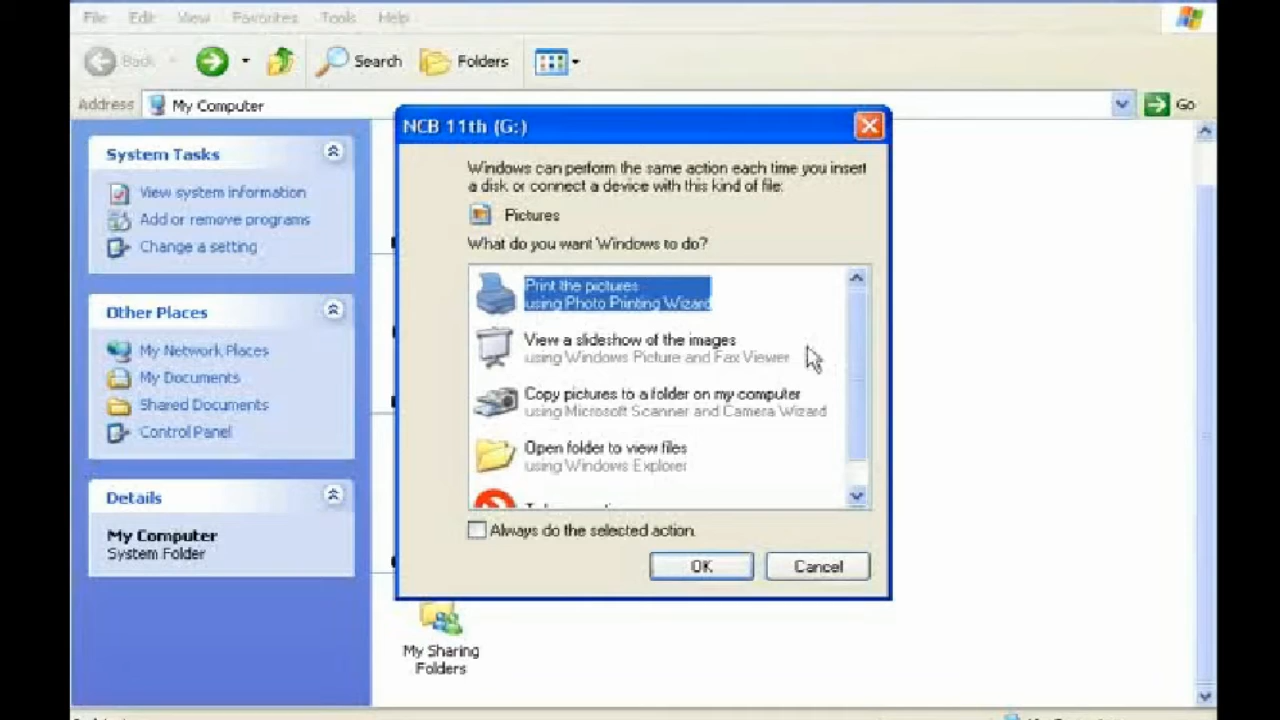 File Edit View Favorites Tools Help
Back Search Folders
Address My Computer Go
NCB 11th (G:)
System Tasks
View system information
Add or remove programs
Change a setting
Other Places
My Network Places
My Documents
Shared Documents
Control Panel
Details
My Computer
System Folder
Windows can perform the same action each time you insert
a disk or connect a device with this kind of file:
Pictures
What do you want Windows to do?
Print the pictures
using Photo Printing Wizard
View a slideshow of the images
using Windows Picture and Fax Viewer
Copy pictures to a folder on my computer
using Microsoft Scanner and Camera Wizard
Open folder to view files
using Windows Explorer
Always do the selected action.
OK Cancel
My Sharing
Folders